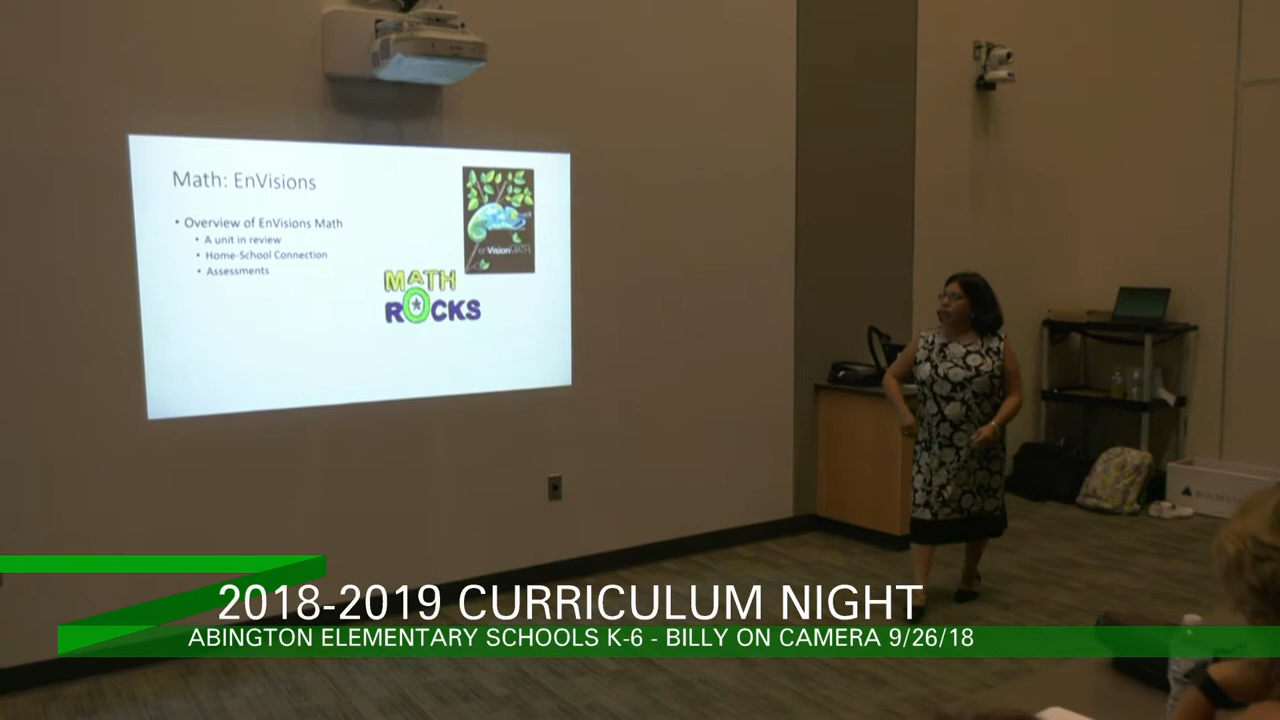 Math: EnVisions
• Overview of EnVisions Math
• A unit in review
• Home-School Connection
• Assessments
enVisionMATH
MATH
ROCKS
2018-2019 CURRICULUM NIGHT
ABINGTON ELEMENTARY SCHOOLS K-6 - BILLY ON CAMERA 9/26/18